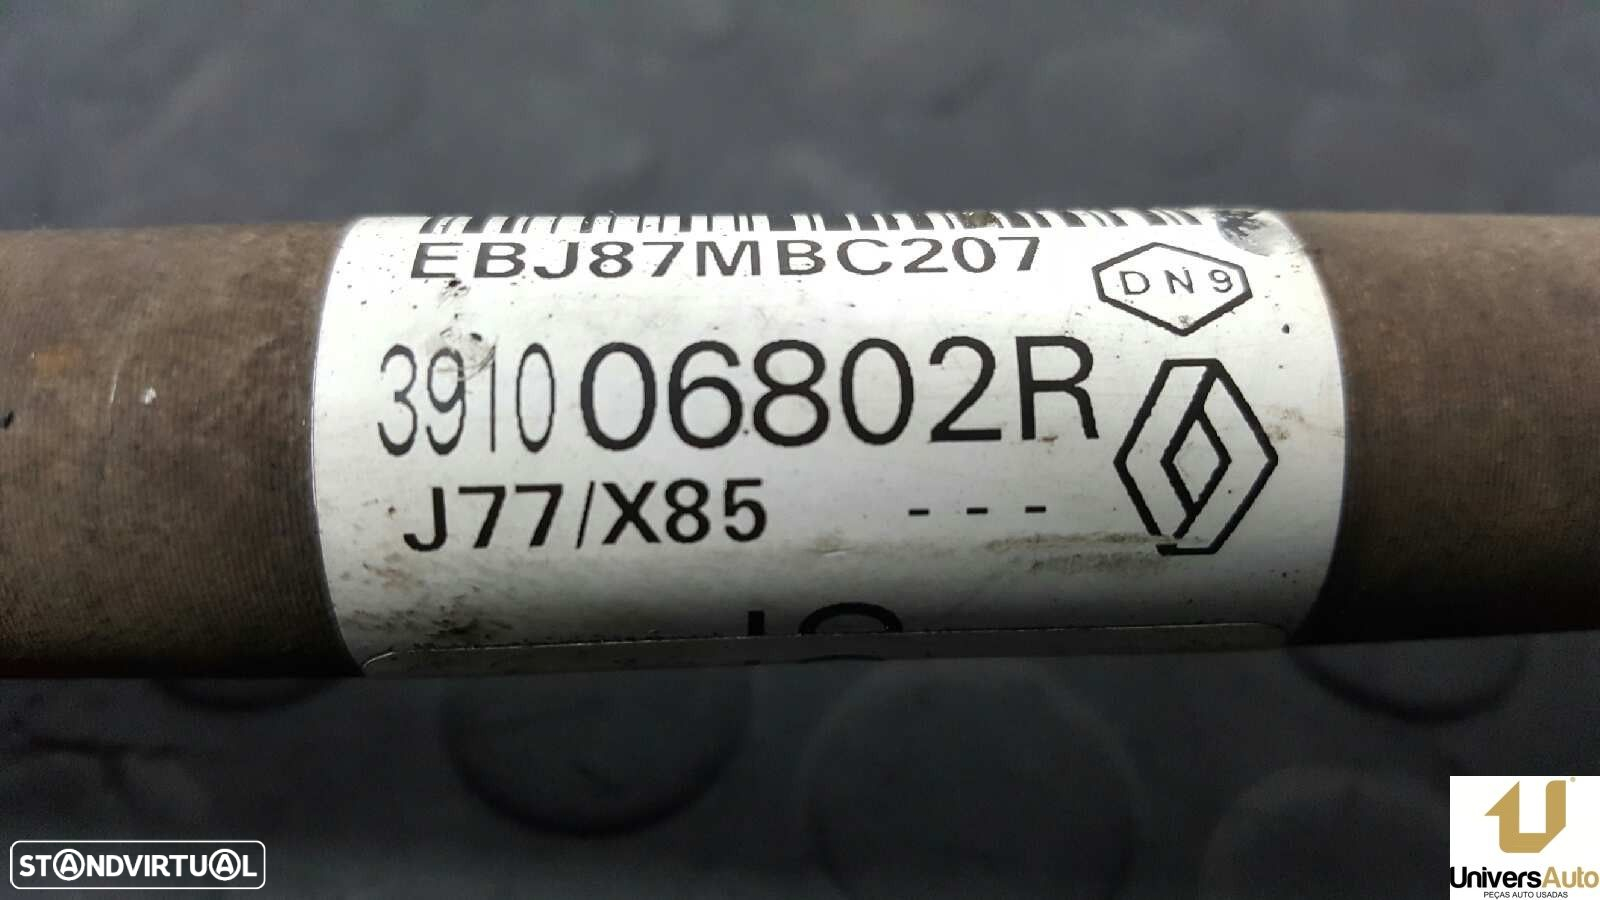 EBJ87MBC207
DN9
391006802R
J77/X85 ---
STANDVIRTUAL
UniversAuto
PEÇAS AUTO USADAS